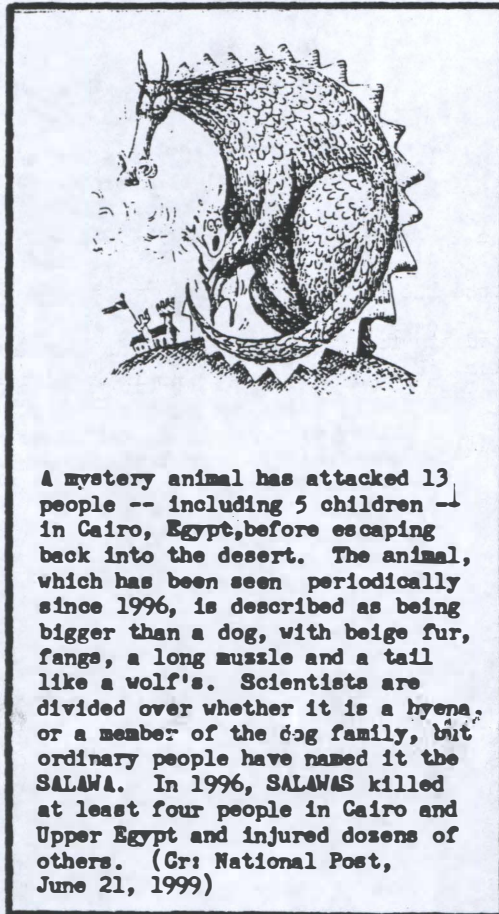 A mystery animal has attacked 13
people -- including 5 children --
in Cairo, Egypt,before escaping
back into the desert. The animal,
which has been seen periodically
since 1996, is described as being
bigger than a dog, with beige fur,
fangs, a long muzzle and a tail
like a wolf's. Scientists are
divided over whether it is a hyena,
or a member of the dog family, but
ordinary people have named it the
SALAWA. In 1996, SALAWAS killed
at least four people in Cairo and
Upper Egypt and injured dozens of
others. (Cr: National Post,
June 21, 1999)